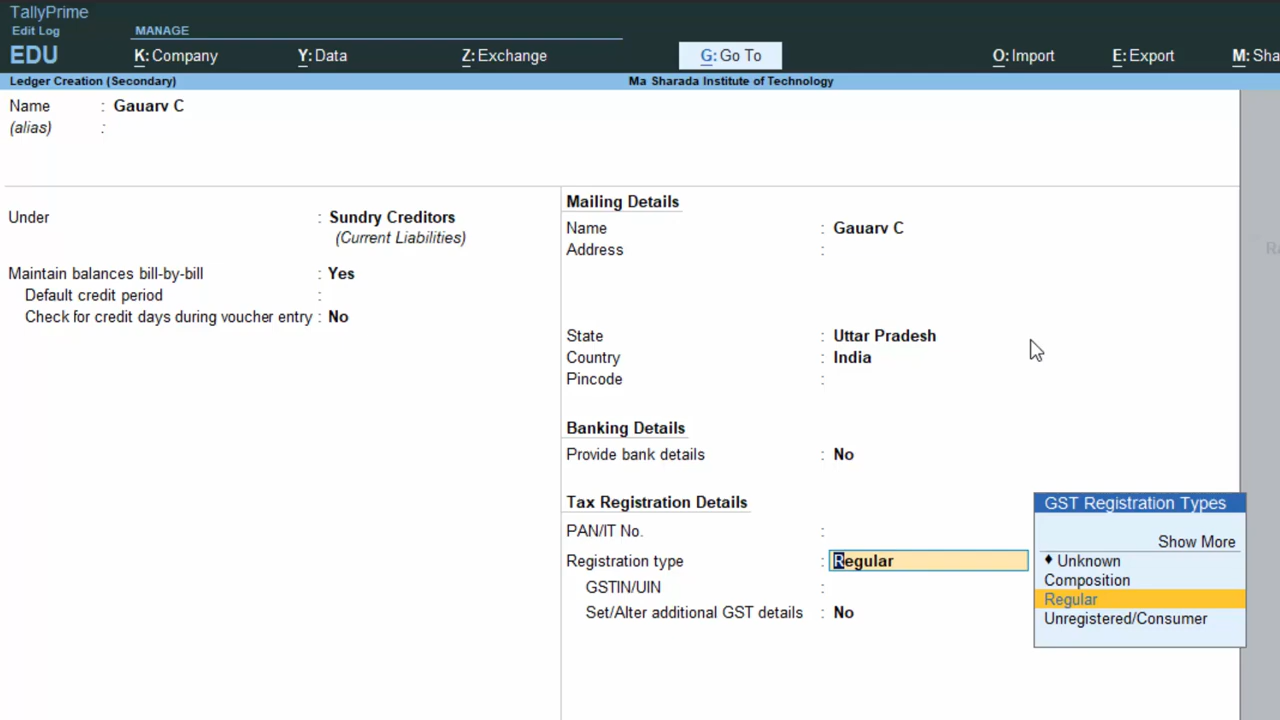 TallyPrime
Edit Log
MANAGE
EDU
K: Company
Y: Data
Z: Exchange
G: Go To
O: Import
E: Export
M: Sha
Ledger Creation (Secondary)
Ma Sharada Institute of Technology
Name : Gauarv C
(alias) :
Under : Sundry Creditors
(Current Liabilities)
Maintain balances bill-by-bill : Yes
Default credit period :
Check for credit days during voucher entry : No
Mailing Details
Name : Gauarv C
Address :
State : Uttar Pradesh
Country : India
Pincode :
Banking Details
Provide bank details : No
Tax Registration Details
PAN/IT No. :
Registration type : Regular
GSTIN/UIN :
Set/Alter additional GST details : No
GST Registration Types
Show More
♦ Unknown
Composition
Regular
Unregistered/Consumer